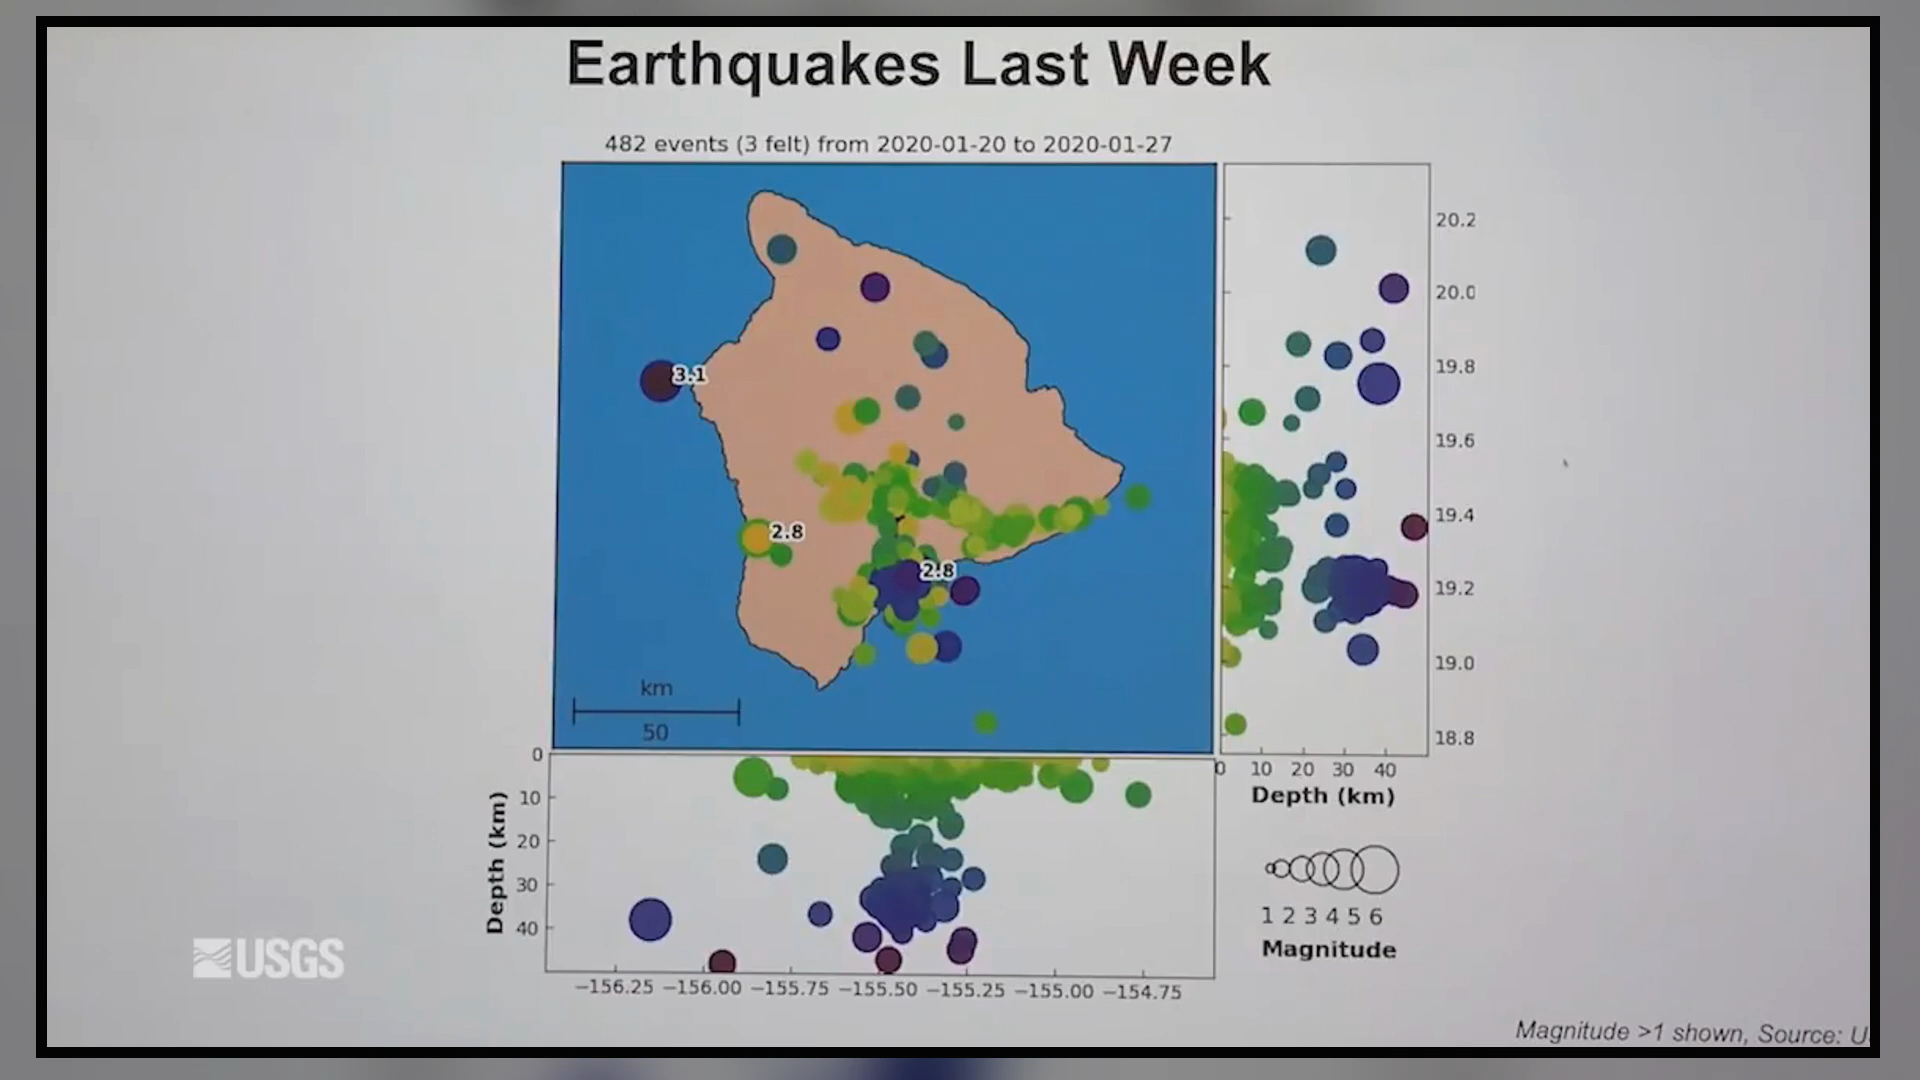 Earthquakes Last Week
482 events (3 felt) from 2020-01-20 to 2020-01-27
3.1
2.8
2.8
km
50
20.2
20.0
19.8
19.6
19.4
19.2
19.0
18.8
0 10 20 30 40
Depth (km)
0
10
20
30
40
Depth (km)
−156.25 −156.00 −155.75 −155.50 −155.25 −155.00 −154.75
1 2 3 4 5 6
Magnitude
USGS
Magnitude >1 shown, Source: U